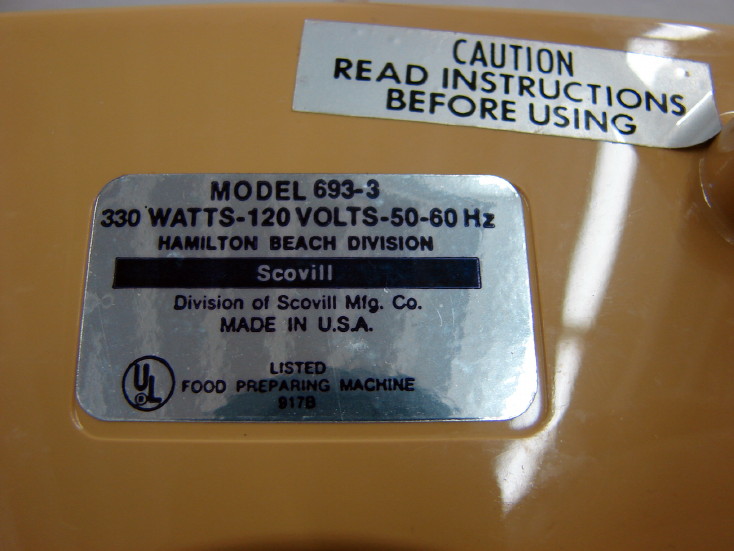 CAUTION
READ INSTRUCTIONS
BEFORE USING
MODEL 693-3
330 WATTS-120 VOLTS-50-60 Hz
HAMILTON BEACH DIVISION
Scovill
Division of Scovill Mfg. Co.
MADE IN U.S.A.
UL
LISTED
FOOD PREPARING MACHINE
917B